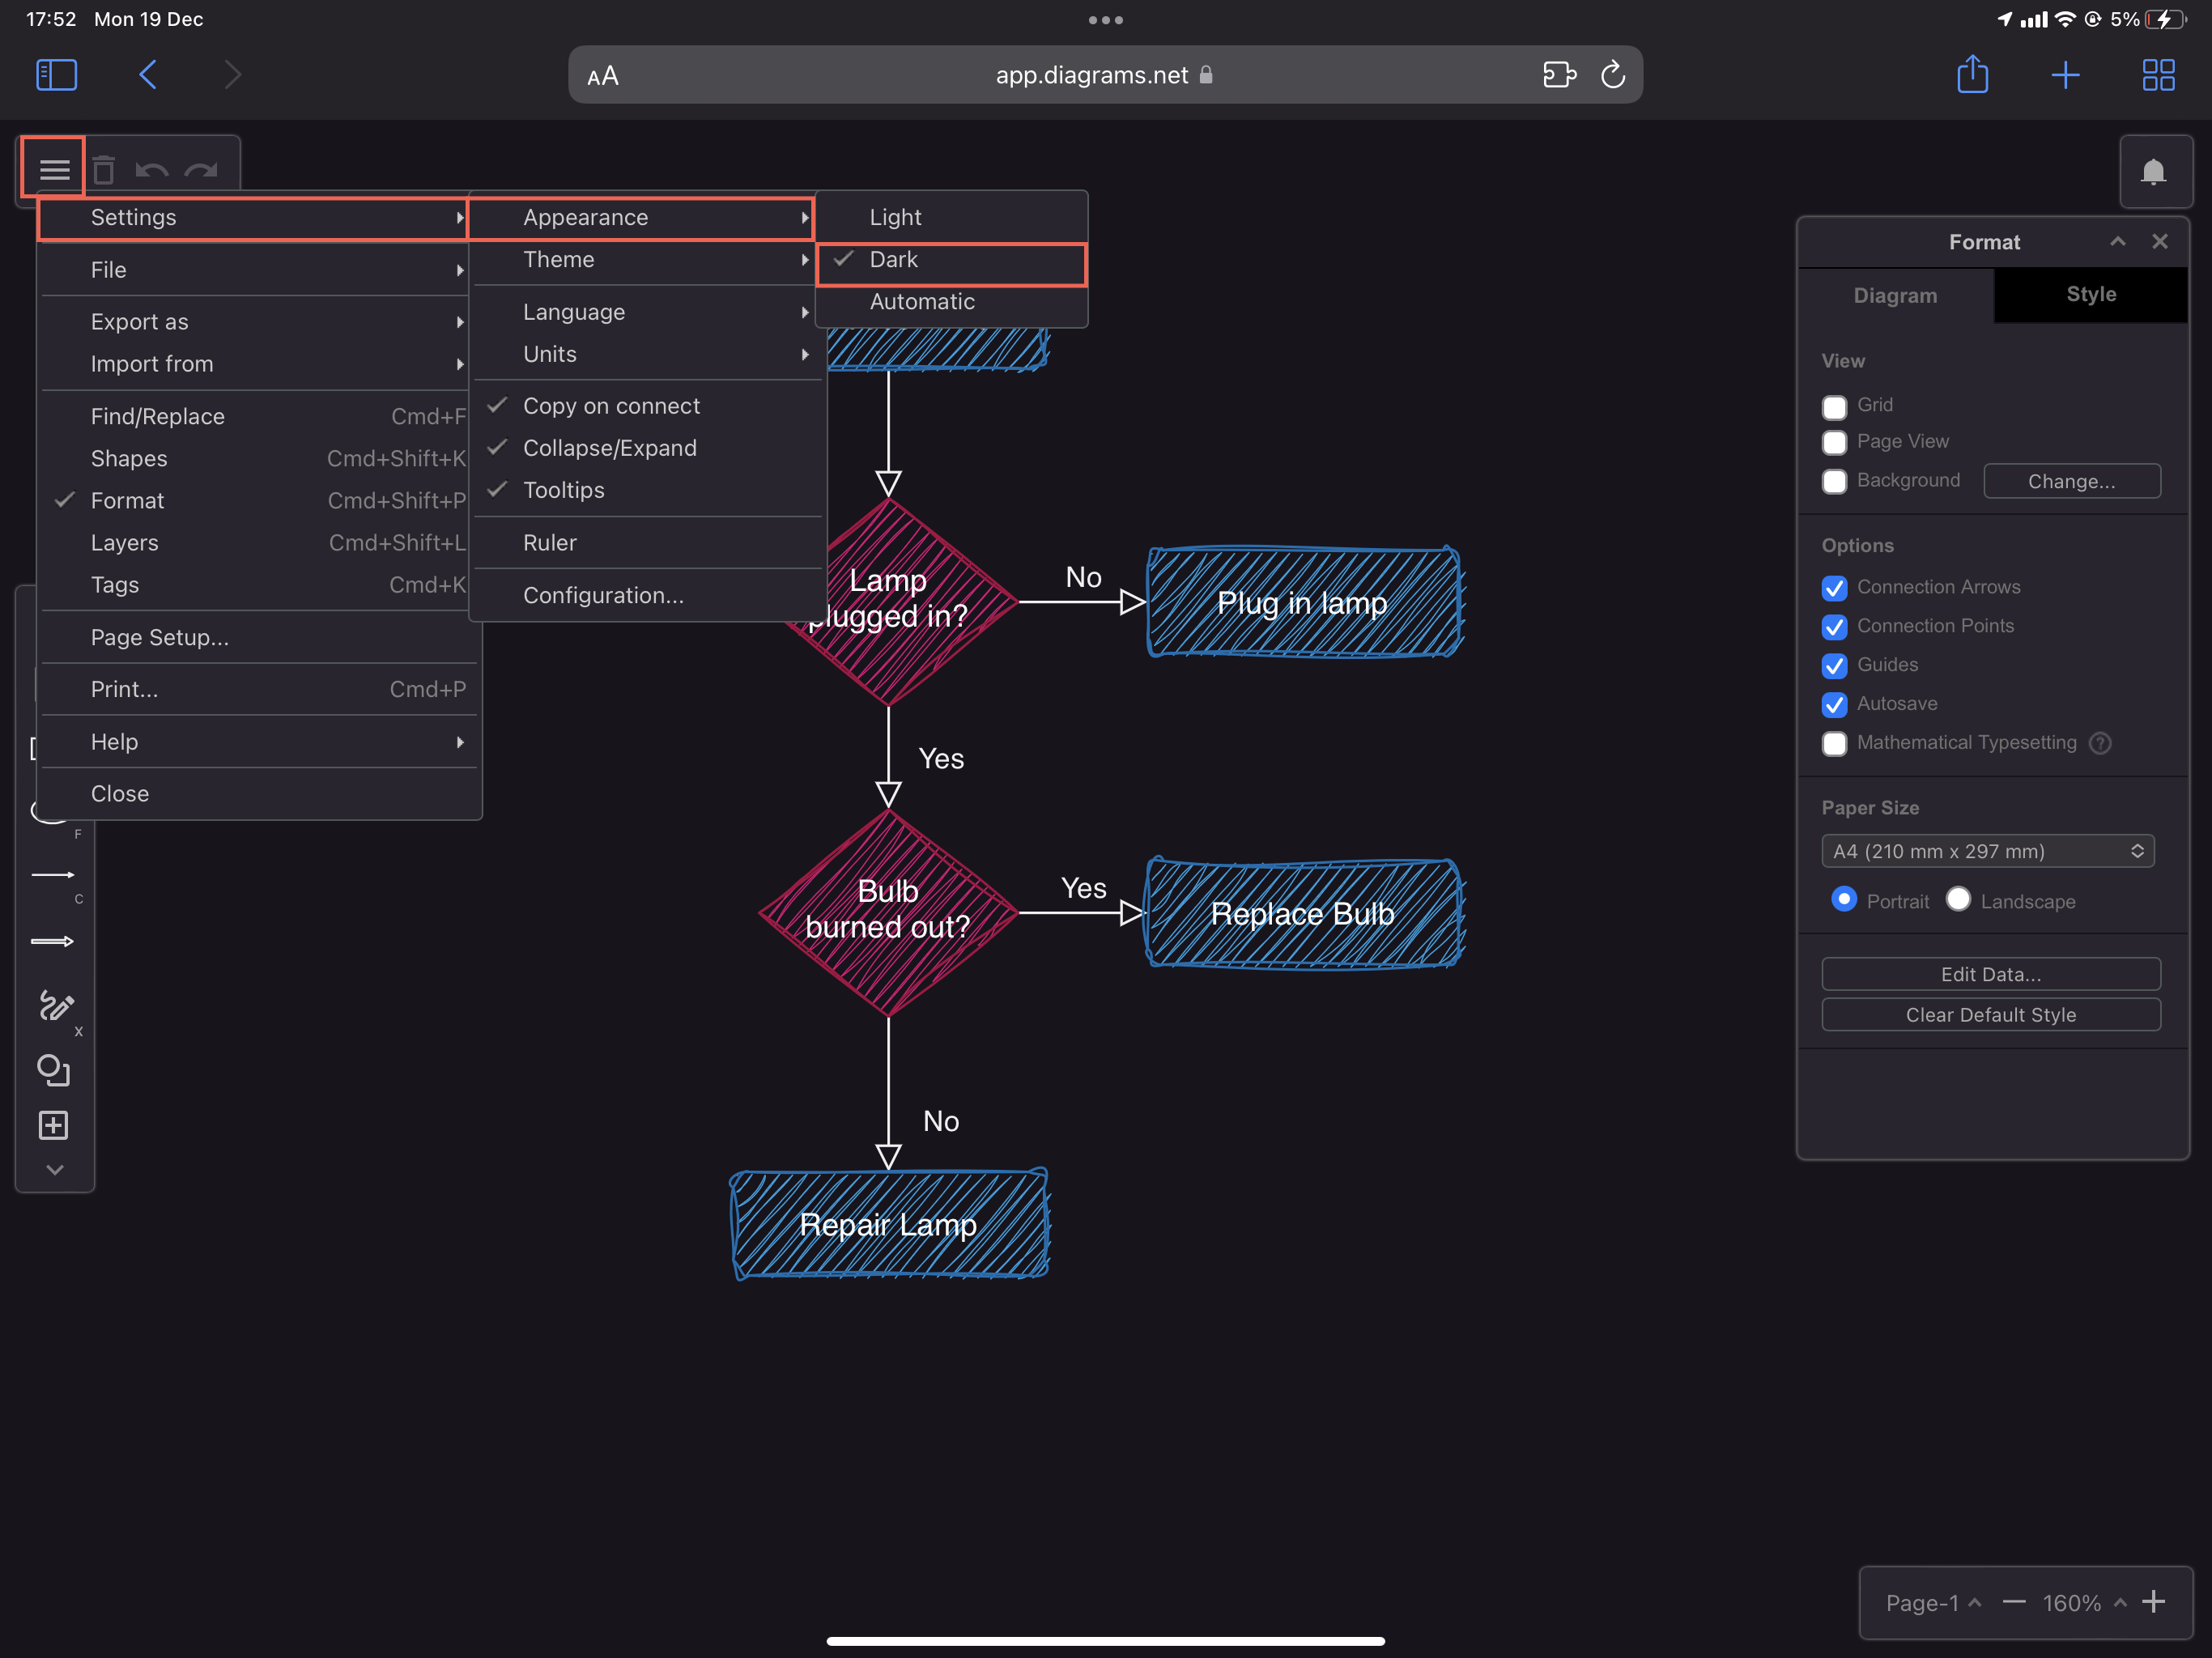 17:52 Mon 19 Dec
5%
AA
app.diagrams.net
Settings
File
Export as
Import from
Find/Replace Cmd+F
Shapes Cmd+Shift+K
Format Cmd+Shift+P
Layers Cmd+Shift+L
Tags Cmd+K
Page Setup...
Print... Cmd+P
Help
Close
Appearance
Theme
Language
Units
Copy on connect
Collapse/Expand
Tooltips
Ruler
Configuration...
Light
Dark
Automatic
F
C
X
Lamp
plugged in?
No
Plug in lamp
Yes
Bulb
burned out?
Yes
Replace Bulb
No
Repair Lamp
Format
Diagram
Style
View
Grid
Page View
Background
Change...
Options
Connection Arrows
Connection Points
Guides
Autosave
Mathematical Typesetting ?
Paper Size
A4 (210 mm x 297 mm)
Portrait
Landscape
Edit Data...
Clear Default Style
Page-1
160%